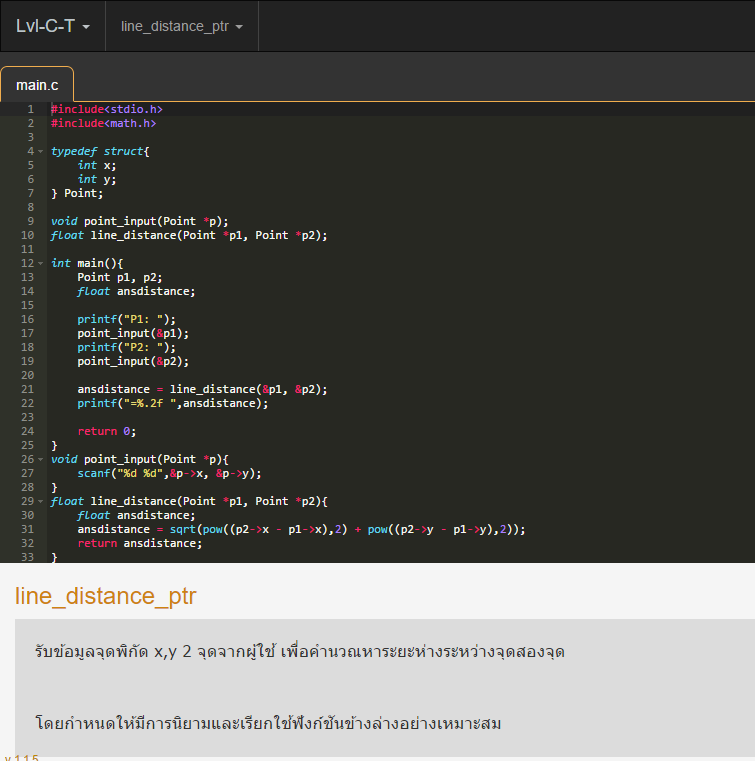 Lvl-C-T line_distance_ptr
main.c
1 #include<stdio.h>
2 #include<math.h>
3
4 typedef struct{
5 int x;
6 int y;
7 } Point;
8
9 void point_input(Point *p);
10 float line_distance(Point *p1, Point *p2);
11
12 int main(){
13 Point p1, p2;
14 float ansdistance;
15
16 printf("P1: ");
17 point_input(&p1);
18 printf("P2: ");
19 point_input(&p2);
20
21 ansdistance = line_distance(&p1, &p2);
22 printf("=%.2f ",ansdistance);
23
24 return 0;
25 }
26 void point_input(Point *p){
27 scanf("%d %d",&p->x, &p->y);
28 }
29 float line_distance(Point *p1, Point *p2){
30 float ansdistance;
31 ansdistance = sqrt(pow((p2->x - p1->x),2) + pow((p2->y - p1->y),2));
32 return ansdistance;
33 }
line_distance_ptr
รับข้อมูลจุดพิกัด x,y 2 จุดจากผู้ใช้ เพื่อคำนวณหาระยะห่างระหว่างจุดสองจุด
โดยกำหนดให้มีการนิยามและเรียกใช้ฟังก์ชันข้างล่างอย่างเหมาะสม
v 1.1.5